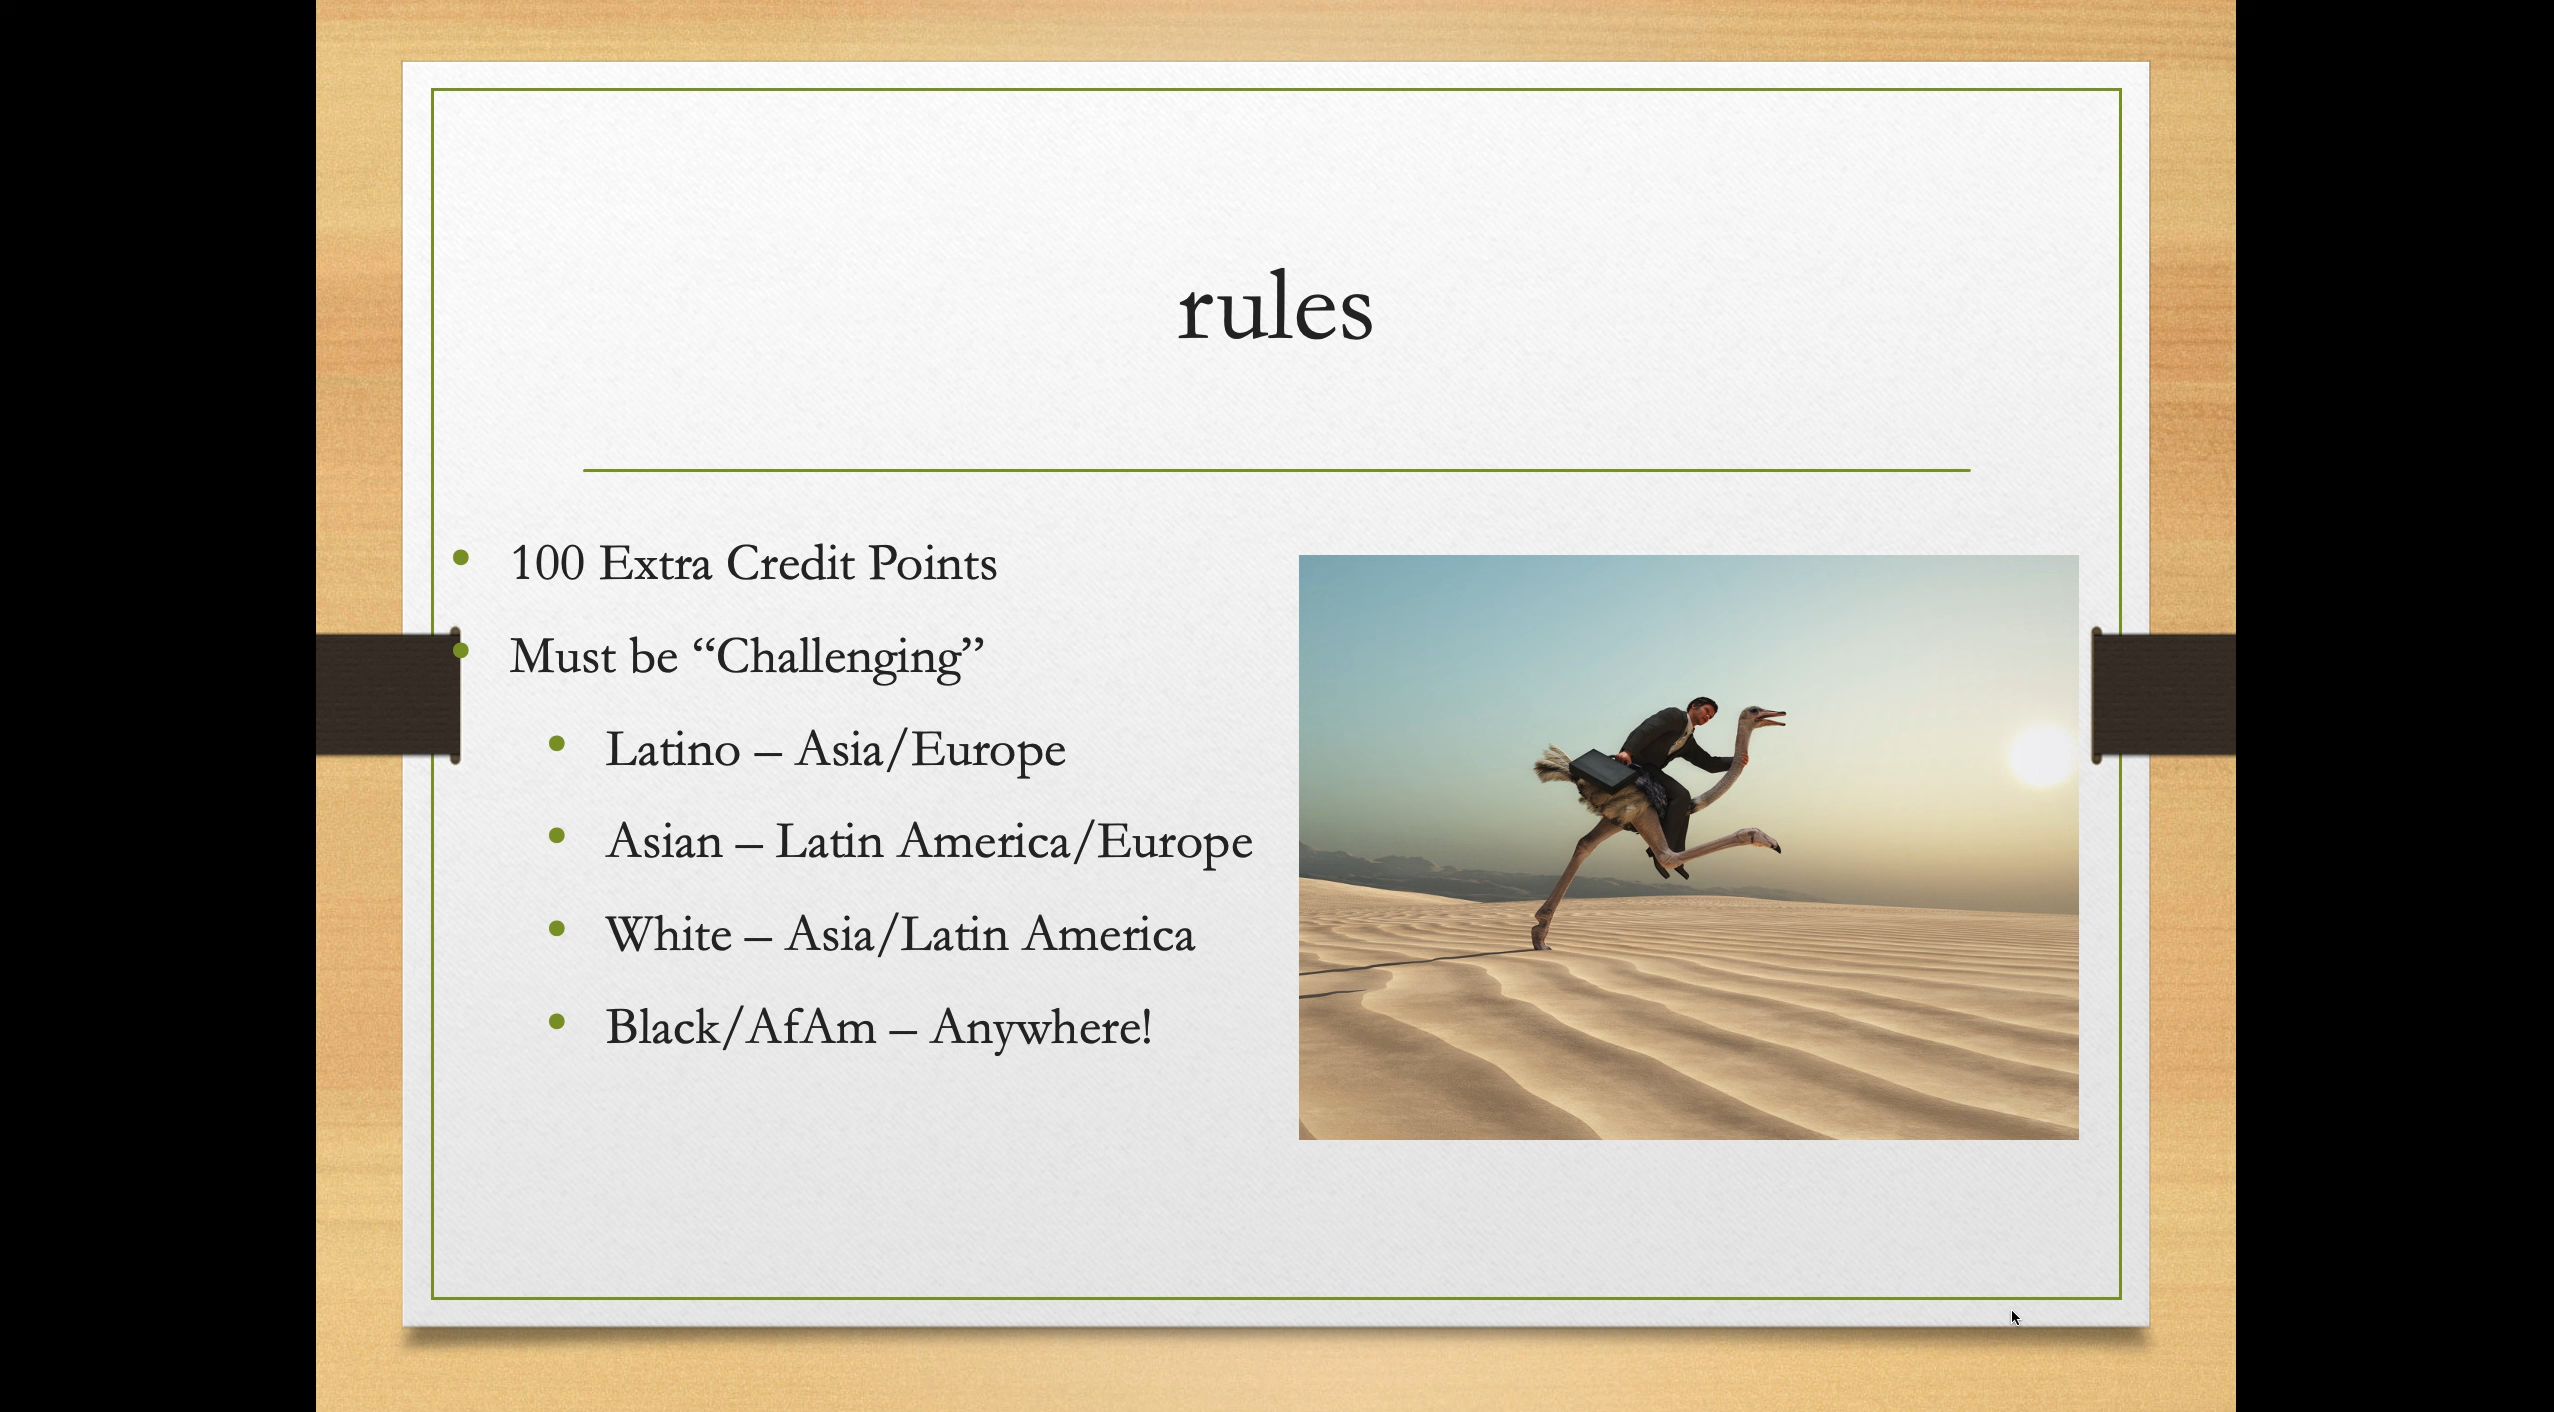 rules
100 Extra Credit Points
Must be “Challenging”
Latino – Asia/Europe
Asian – Latin America/Europe
White – Asia/Latin America
Black/AfAm – Anywhere!